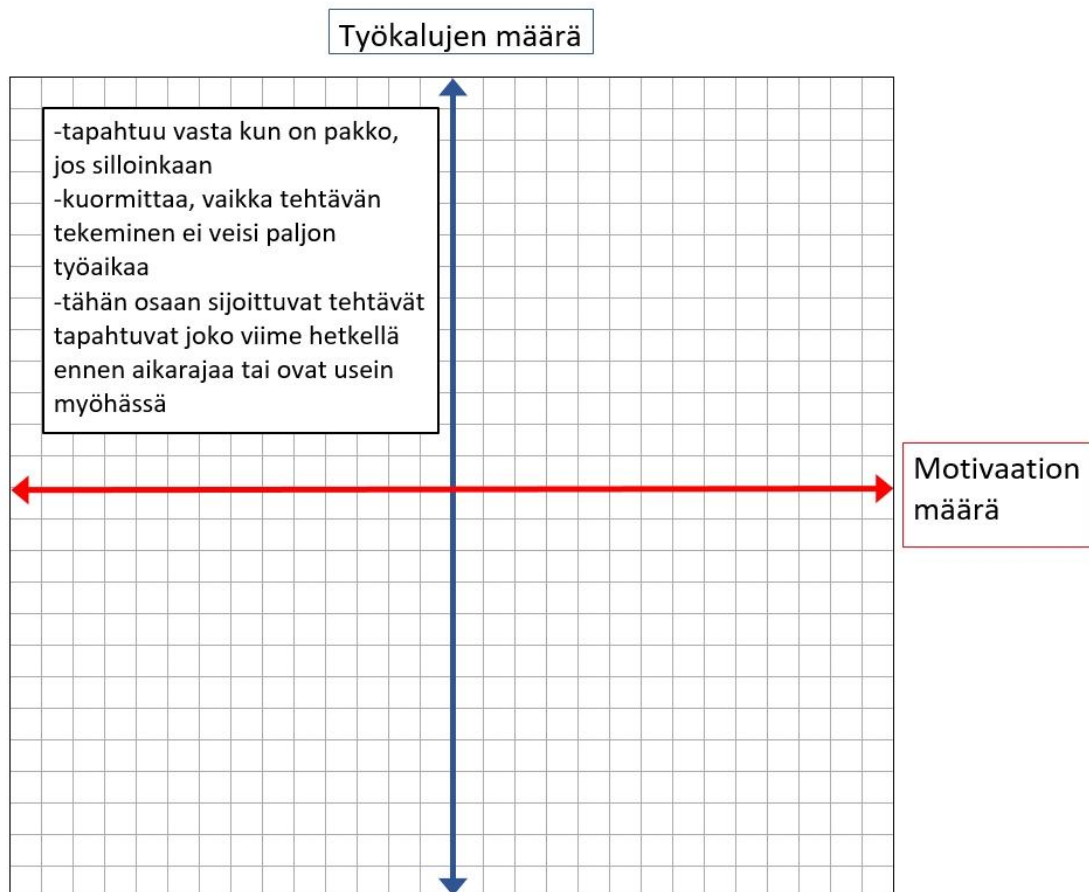 Työkalujen määrä
-tapahtuu vasta kun on pakko,
jos silloinkaan
-kuormittaa, vaikka tehtävän
tekeminen ei veisi paljon
työaikaa
-tähän osaan sijoittuvat tehtävät
tapahtuvat joko viime hetkellä
ennen aikarajaa tai ovat usein
myöhässä
Motivaation
määrä